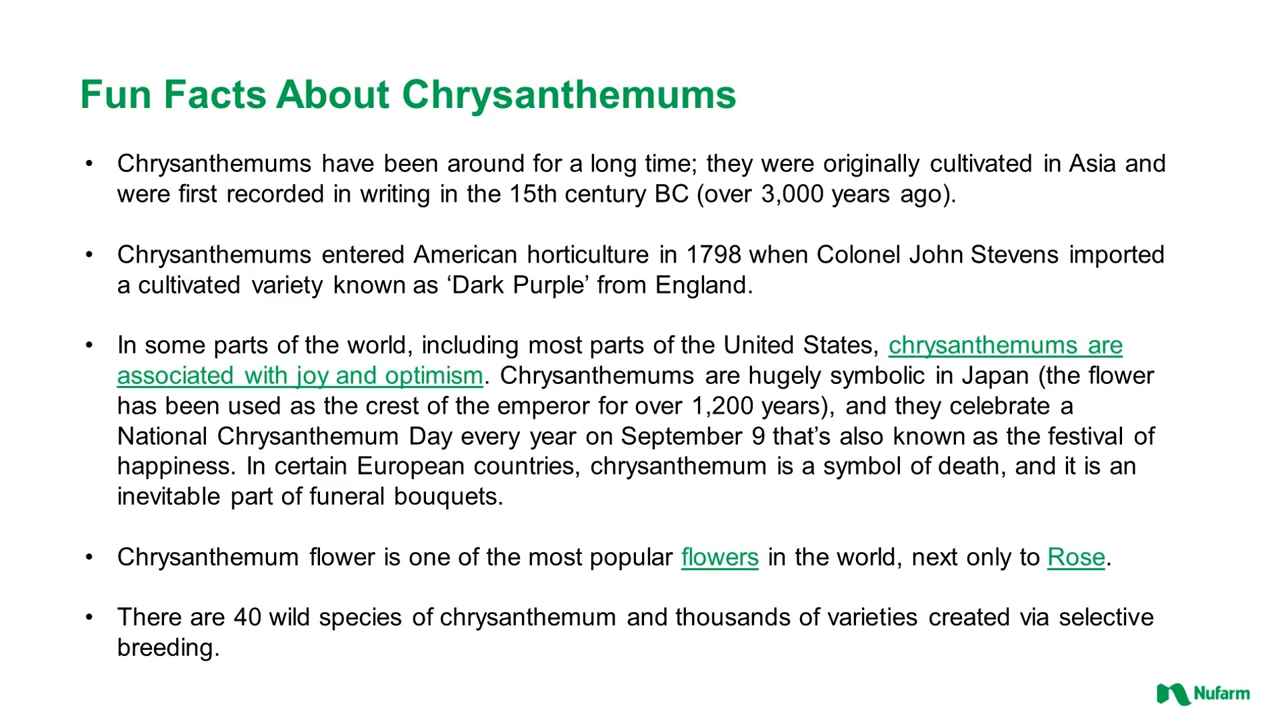 Fun Facts About Chrysanthemums
• Chrysanthemums have been around for a long time; they were originally cultivated in Asia and
were first recorded in writing in the 15th century BC (over 3,000 years ago).
• Chrysanthemums entered American horticulture in 1798 when Colonel John Stevens imported
a cultivated variety known as ‘Dark Purple’ from England.
• In some parts of the world, including most parts of the United States, chrysanthemums are
associated with joy and optimism. Chrysanthemums are hugely symbolic in Japan (the flower
has been used as the crest of the emperor for over 1,200 years), and they celebrate a
National Chrysanthemum Day every year on September 9 that’s also known as the festival of
happiness. In certain European countries, chrysanthemum is a symbol of death, and it is an
inevitable part of funeral bouquets.
• Chrysanthemum flower is one of the most popular flowers in the world, next only to Rose.
• There are 40 wild species of chrysanthemum and thousands of varieties created via selective
breeding.
Nufarm